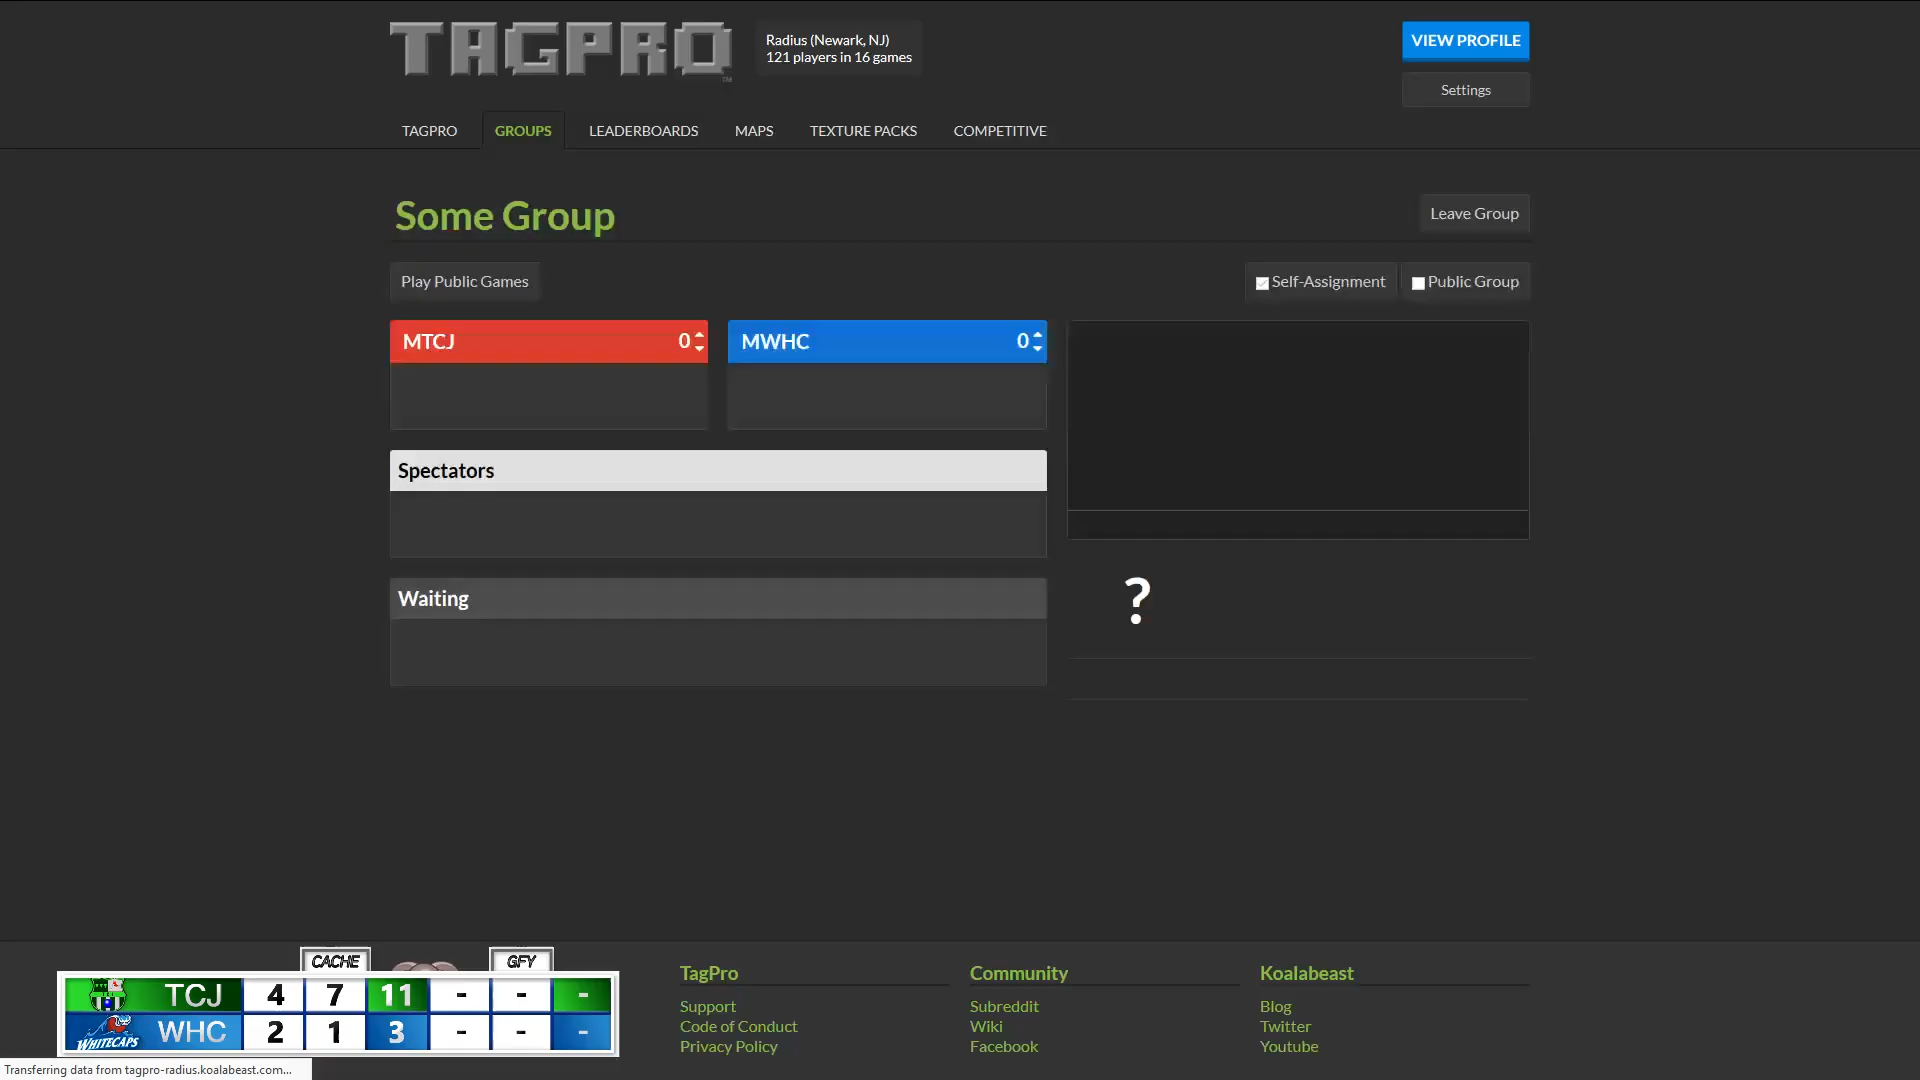 TAGPRO
TM
Radius (Newark, NJ)
121 players in 16 games
VIEW PROFILE
Settings
TAGPRO GROUPS LEADERBOARDS MAPS TEXTURE PACKS COMPETITIVE
Some Group
Leave Group
Play Public Games
Self-Assignment
Public Group
MTCJ 0
MWHC 0
Spectators
Waiting
?
CACHE GFY
TCJ 4 7 11 - - -
WHITECAPS WHC 2 1 3 - - -
TagPro
Support
Code of Conduct
Privacy Policy
Community
Subreddit
Wiki
Facebook
Koalabeast
Blog
Twitter
Youtube
Transferring data from tagpro-radius.koalabeast.com...